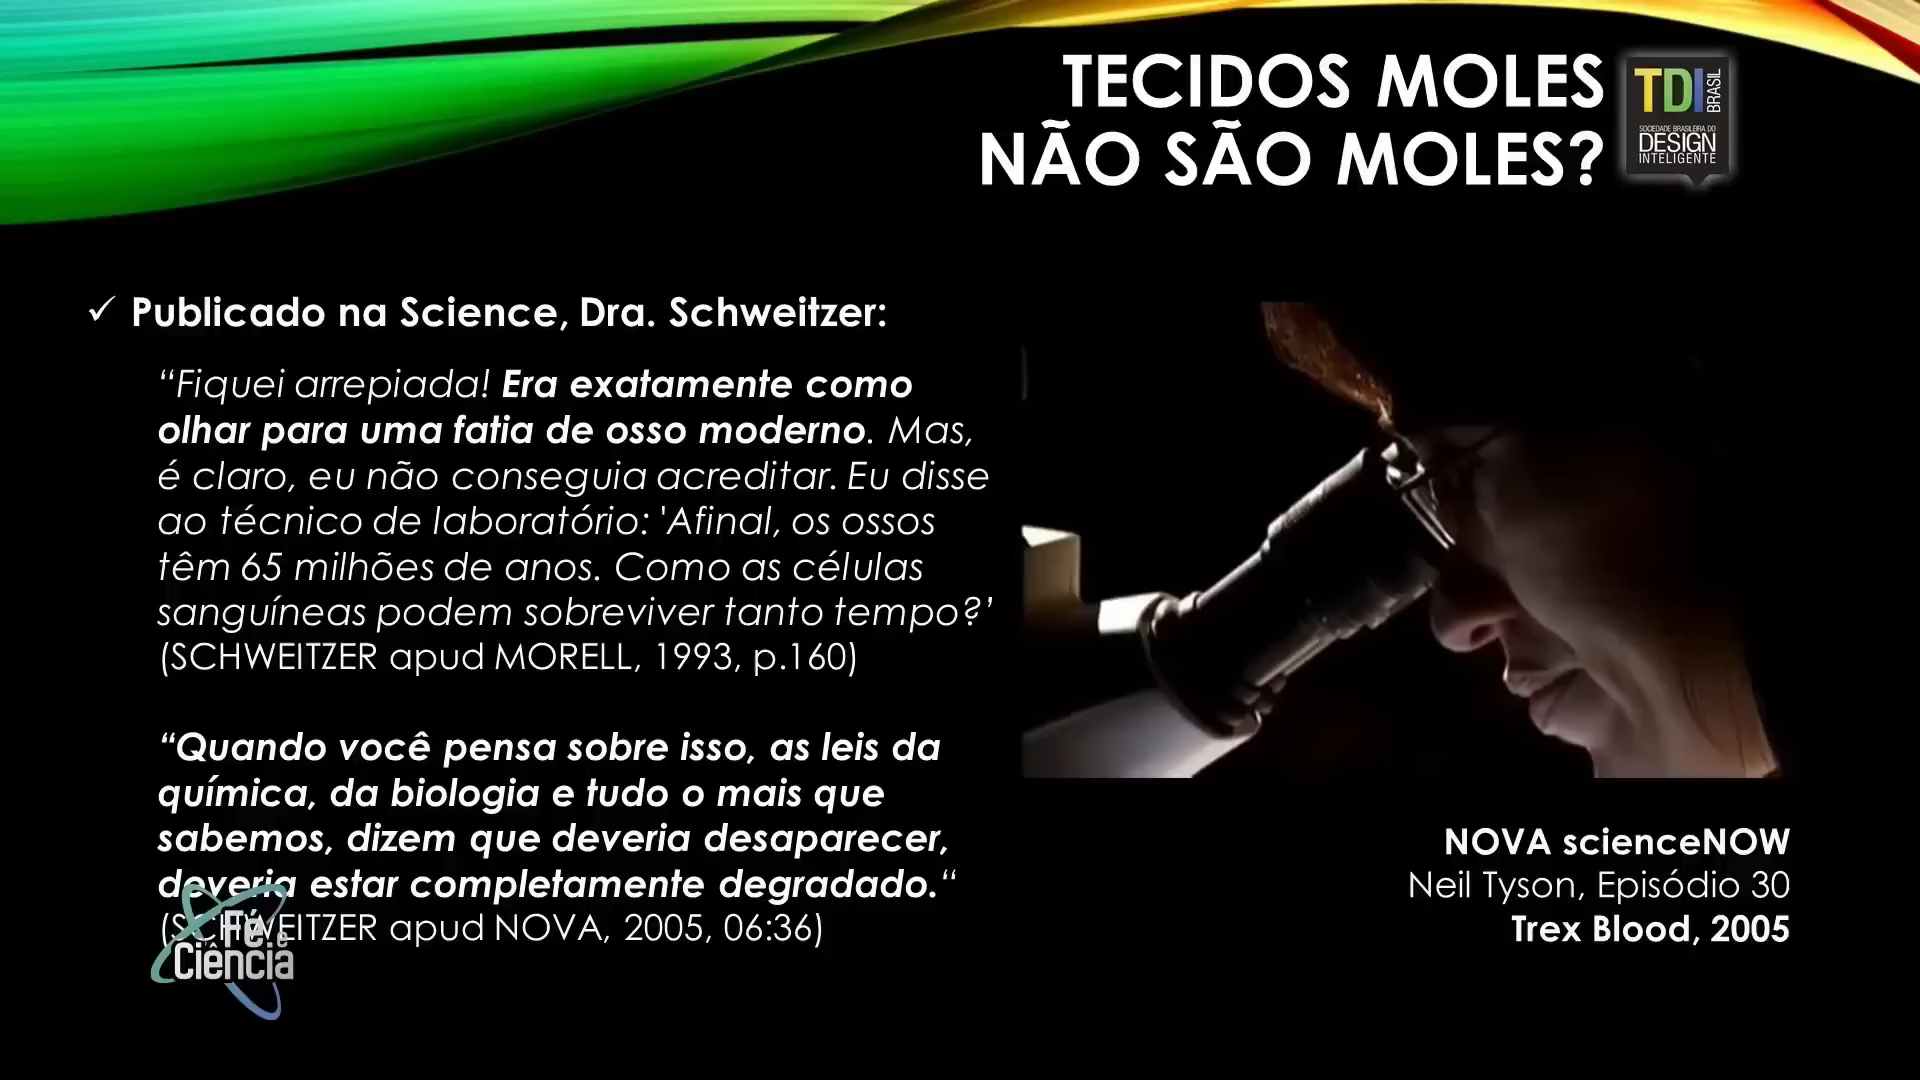 TECIDOS MOLES
NÃO SÃO MOLES?
TDI
BRASIL
SOCIEDADE BRASILEIRA DO
DESIGN
INTELIGENTE
✓ Publicado na Science, Dra. Schweitzer:
“Fiquei arrepiada! Era exatamente como
olhar para uma fatia de osso moderno. Mas,
é claro, eu não conseguia acreditar. Eu disse
ao técnico de laboratório: 'Afinal, os ossos
têm 65 milhões de anos. Como as células
sanguíneas podem sobreviver tanto tempo?’
(SCHWEITZER apud MORELL, 1993, p.160)
“Quando você pensa sobre isso, as leis da
química, da biologia e tudo o mais que
sabemos, dizem que deveria desaparecer,
deveria estar completamente degradado.“
(SCHWEITZER apud NOVA, 2005, 06:36)
Fé e
Ciência
NOVA scienceNOW
Neil Tyson, Episódio 30
Trex Blood, 2005